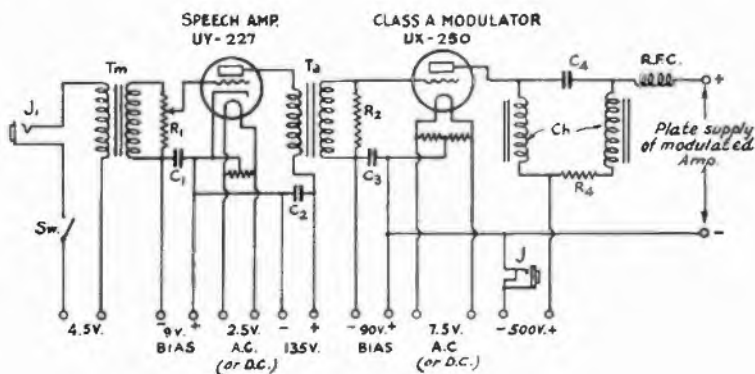 SPEECH AMP.
UY-227
CLASS A MODULATOR
UX-250
Tm
Ta
C4
R.F.C.
+
J1
R1
R2
Ch
Plate supply
of modulated
Amp.
C1
C2
C3
R4
Sw.
J
-
4.5V.
- 9V. +
BIAS
2.5V.
A.C.
(or D.C.)
- +
135V.
- 90V. +
BIAS
7.5V.
A.C
(or D.C.)
- 500V. +